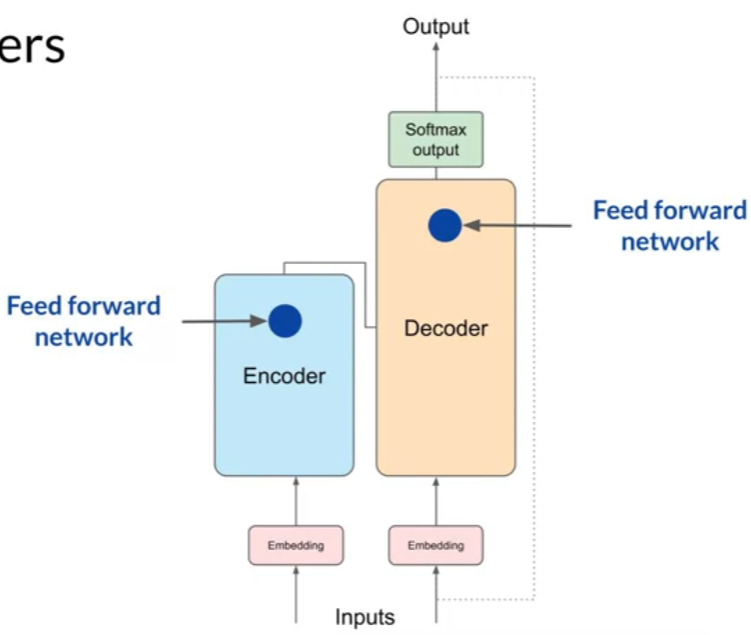 ers
Output
Softmax
output
Feed forward
network
Feed forward
network
Decoder
Encoder
Embedding
Embedding
Inputs